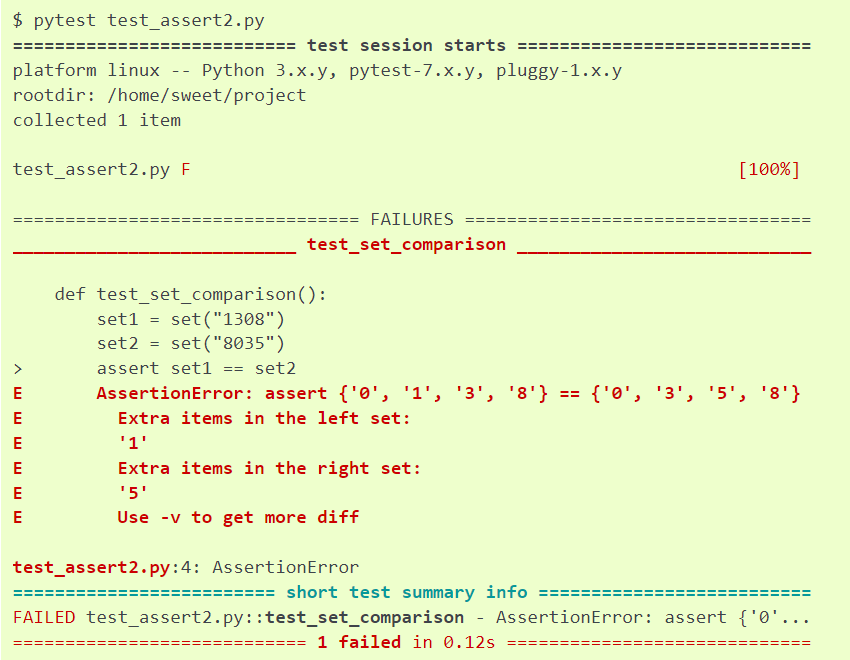 $ pytest test_assert2.py
=========================== test session starts ============================
platform linux -- Python 3.x.y, pytest-7.x.y, pluggy-1.x.y
rootdir: /home/sweet/project
collected 1 item

test_assert2.py F                                                    [100%]

================================= FAILURES =================================
___________________________ test_set_comparison ____________________________

    def test_set_comparison():
        set1 = set("1308")
        set2 = set("8035")
>       assert set1 == set2
E       AssertionError: assert {'0', '1', '3', '8'} == {'0', '3', '5', '8'}
E         Extra items in the left set:
E         '1'
E         Extra items in the right set:
E         '5'
E         Use -v to get more diff

test_assert2.py:4: AssertionError
========================= short test summary info ==========================
FAILED test_assert2.py::test_set_comparison - AssertionError: assert {'0'...
============================ 1 failed in 0.12s =============================